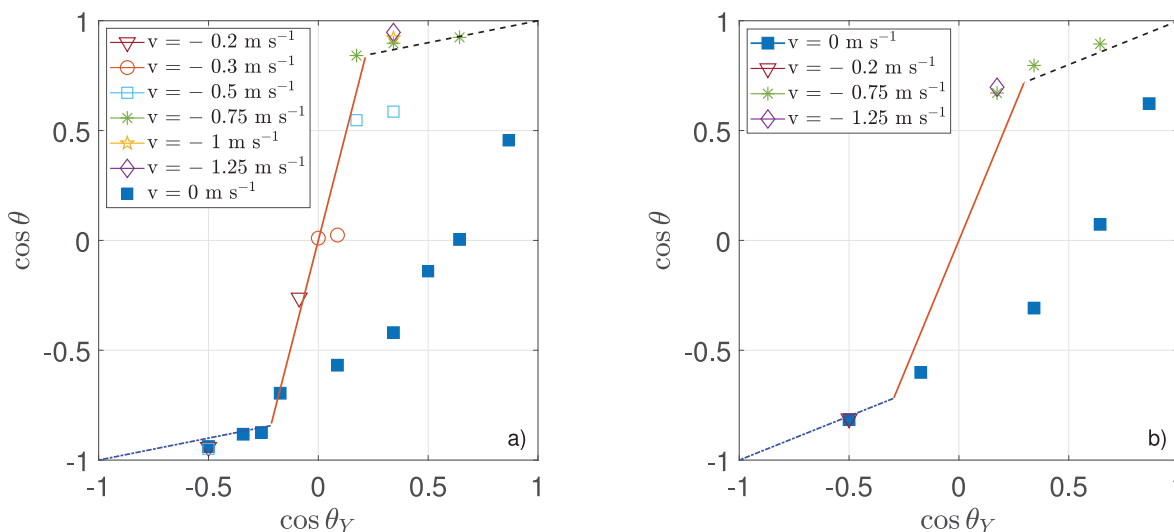 1
0.5
0
-0.5
-1
-1
-0.5
0
0.5
1
cos θ
cos θ_Y
v = − 0.2 m s⁻¹
v = − 0.3 m s⁻¹
v = − 0.5 m s⁻¹
v = − 0.75 m s⁻¹
v = − 1 m s⁻¹
v = − 1.25 m s⁻¹
v = 0 m s⁻¹
a)
1
0.5
0
-0.5
-1
-1
-0.5
0
0.5
1
cos θ
cos θ_Y
v = 0 m s⁻¹
v = − 0.2 m s⁻¹
v = − 0.75 m s⁻¹
v = − 1.25 m s⁻¹
b)